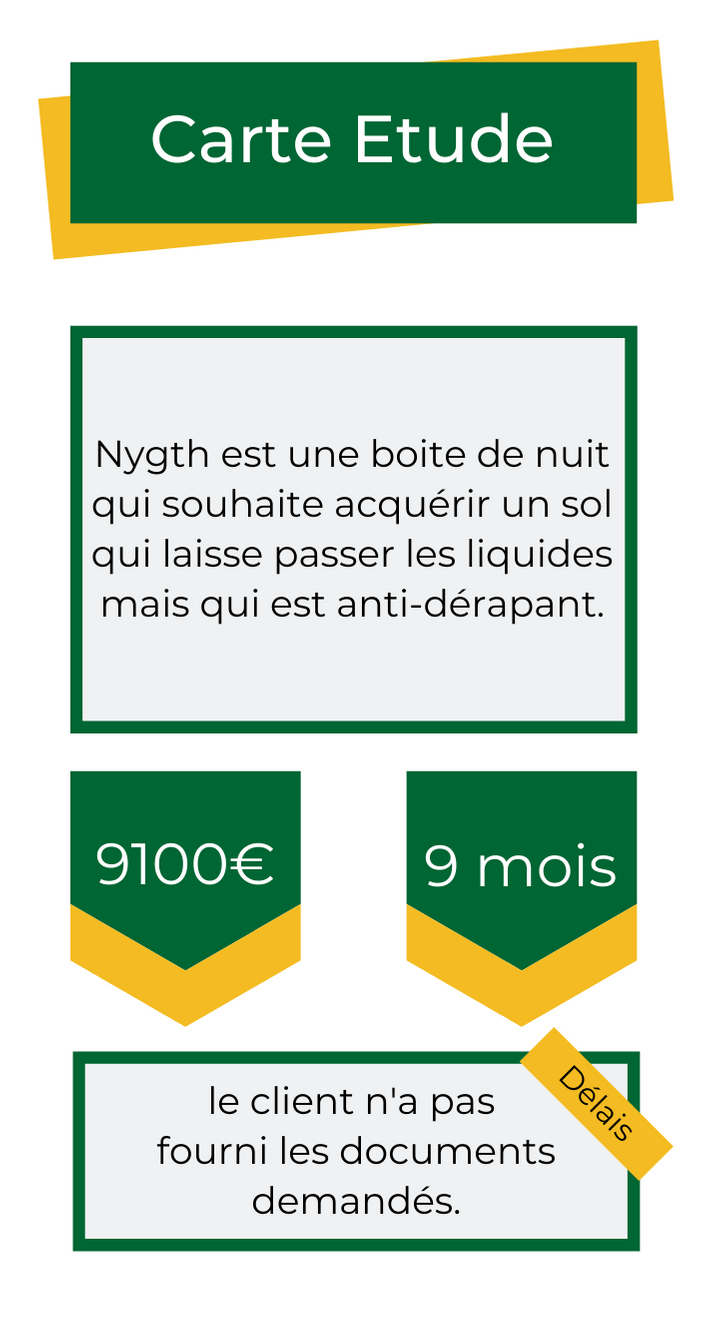 Carte Etude
Nygth est une boite de nuit
qui souhaite acquérir un sol
qui laisse passer les liquides
mais qui est anti-dérapant.
9100€
9 mois
Délais
le client n'a pas
fourni les documents
demandés.